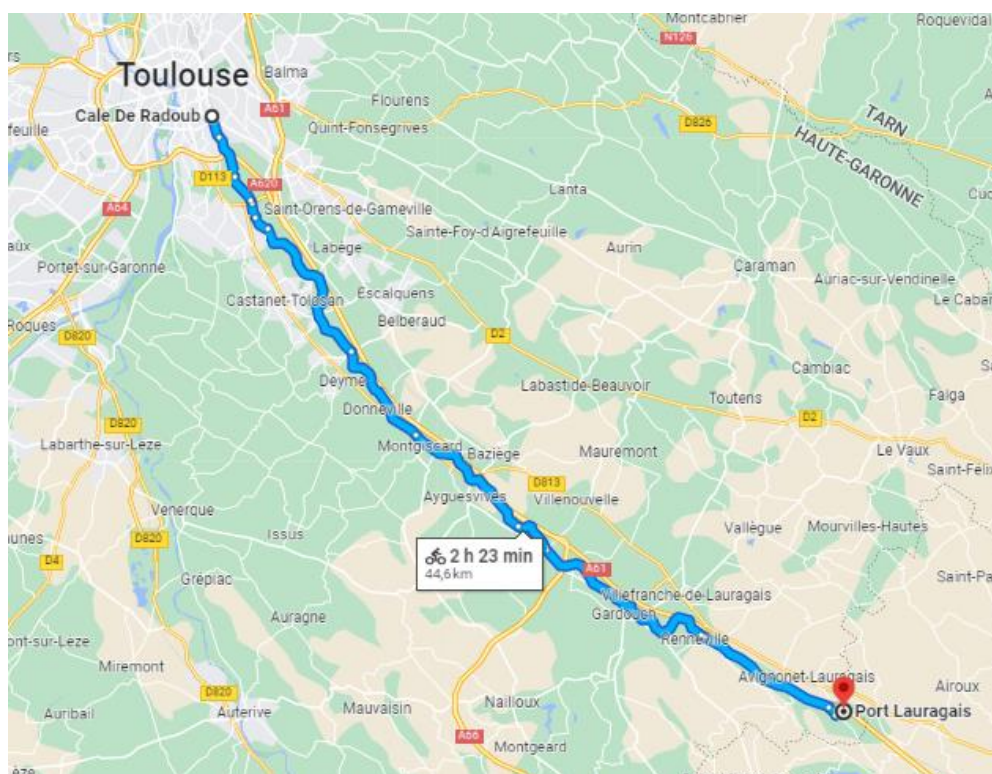 Montcabrier
Roquevidal
N126
Toulouse
Balma
A61
Cale De Radoub
Flourens
D826
TARN
feuille
Quint-Fonsegrives
HAUTE-GARONNE
D113
A620
Lanta
A64
Saint-Orens-de-Gameville
Sainte-Foy-d'Aigrefeuille
Labège
Aurin
Portet-sur-Garonne
Caraman
Auriac-sur-Vendinelle
Castanet-Tolosan
Escalquens
Le Caban
Roques
Belberaud
D820
D2
Cambiac
Deyme
Labastide-Beauvoir
Toutens
Falga
Donneville
D2
D820
Labarthe-sur-Lèze
Montgiscard
Baziège
Mauremont
Le Vaux
Saint-Félix
D813
Ayguesvives
Villenouvelle
Venerque
Issus
Vallègue
Mourvilles-Hautes
D820
2 h 23 min
D4
44,6 km
A61
Grépiac
Saint-Pa
Villefranche-de-Lauragais
Auragne
Gardouch
Renneville
Miremont
Avignonet-Lauragais
D820
Nailloux
Airoux
Auribail
Auterive
Mauvaisin
Port Lauragais
A66
Montgeard